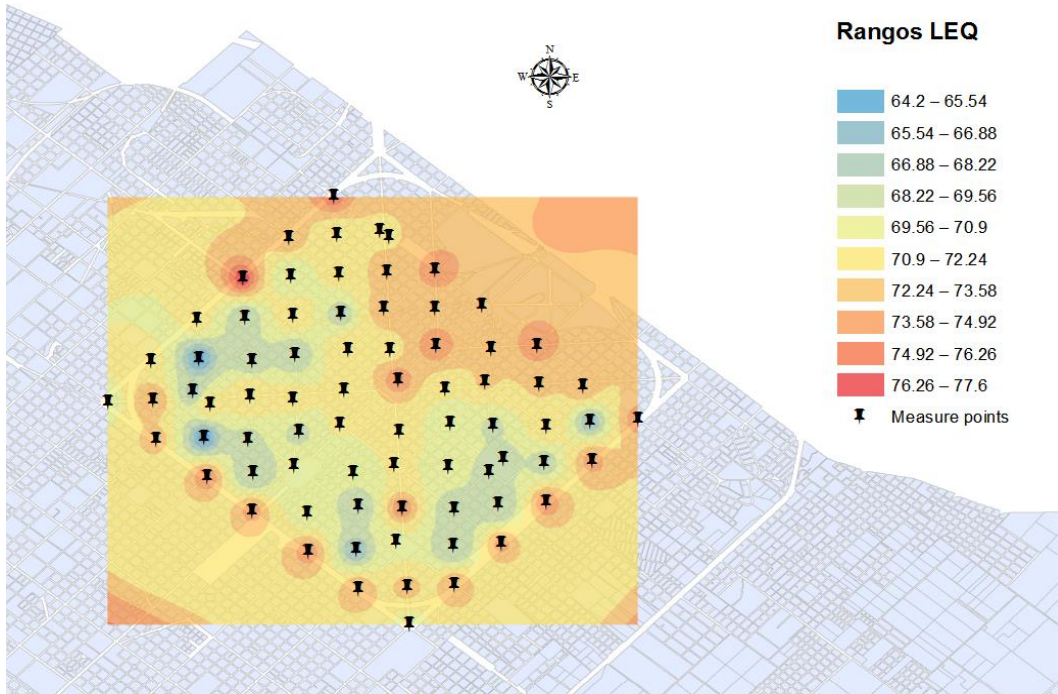 Rangos LEQ
N
W E
S
64.2 – 65.54
65.54 – 66.88
66.88 – 68.22
68.22 – 69.56
69.56 – 70.9
70.9 – 72.24
72.24 – 73.58
73.58 – 74.92
74.92 – 76.26
76.26 – 77.6
Measure points